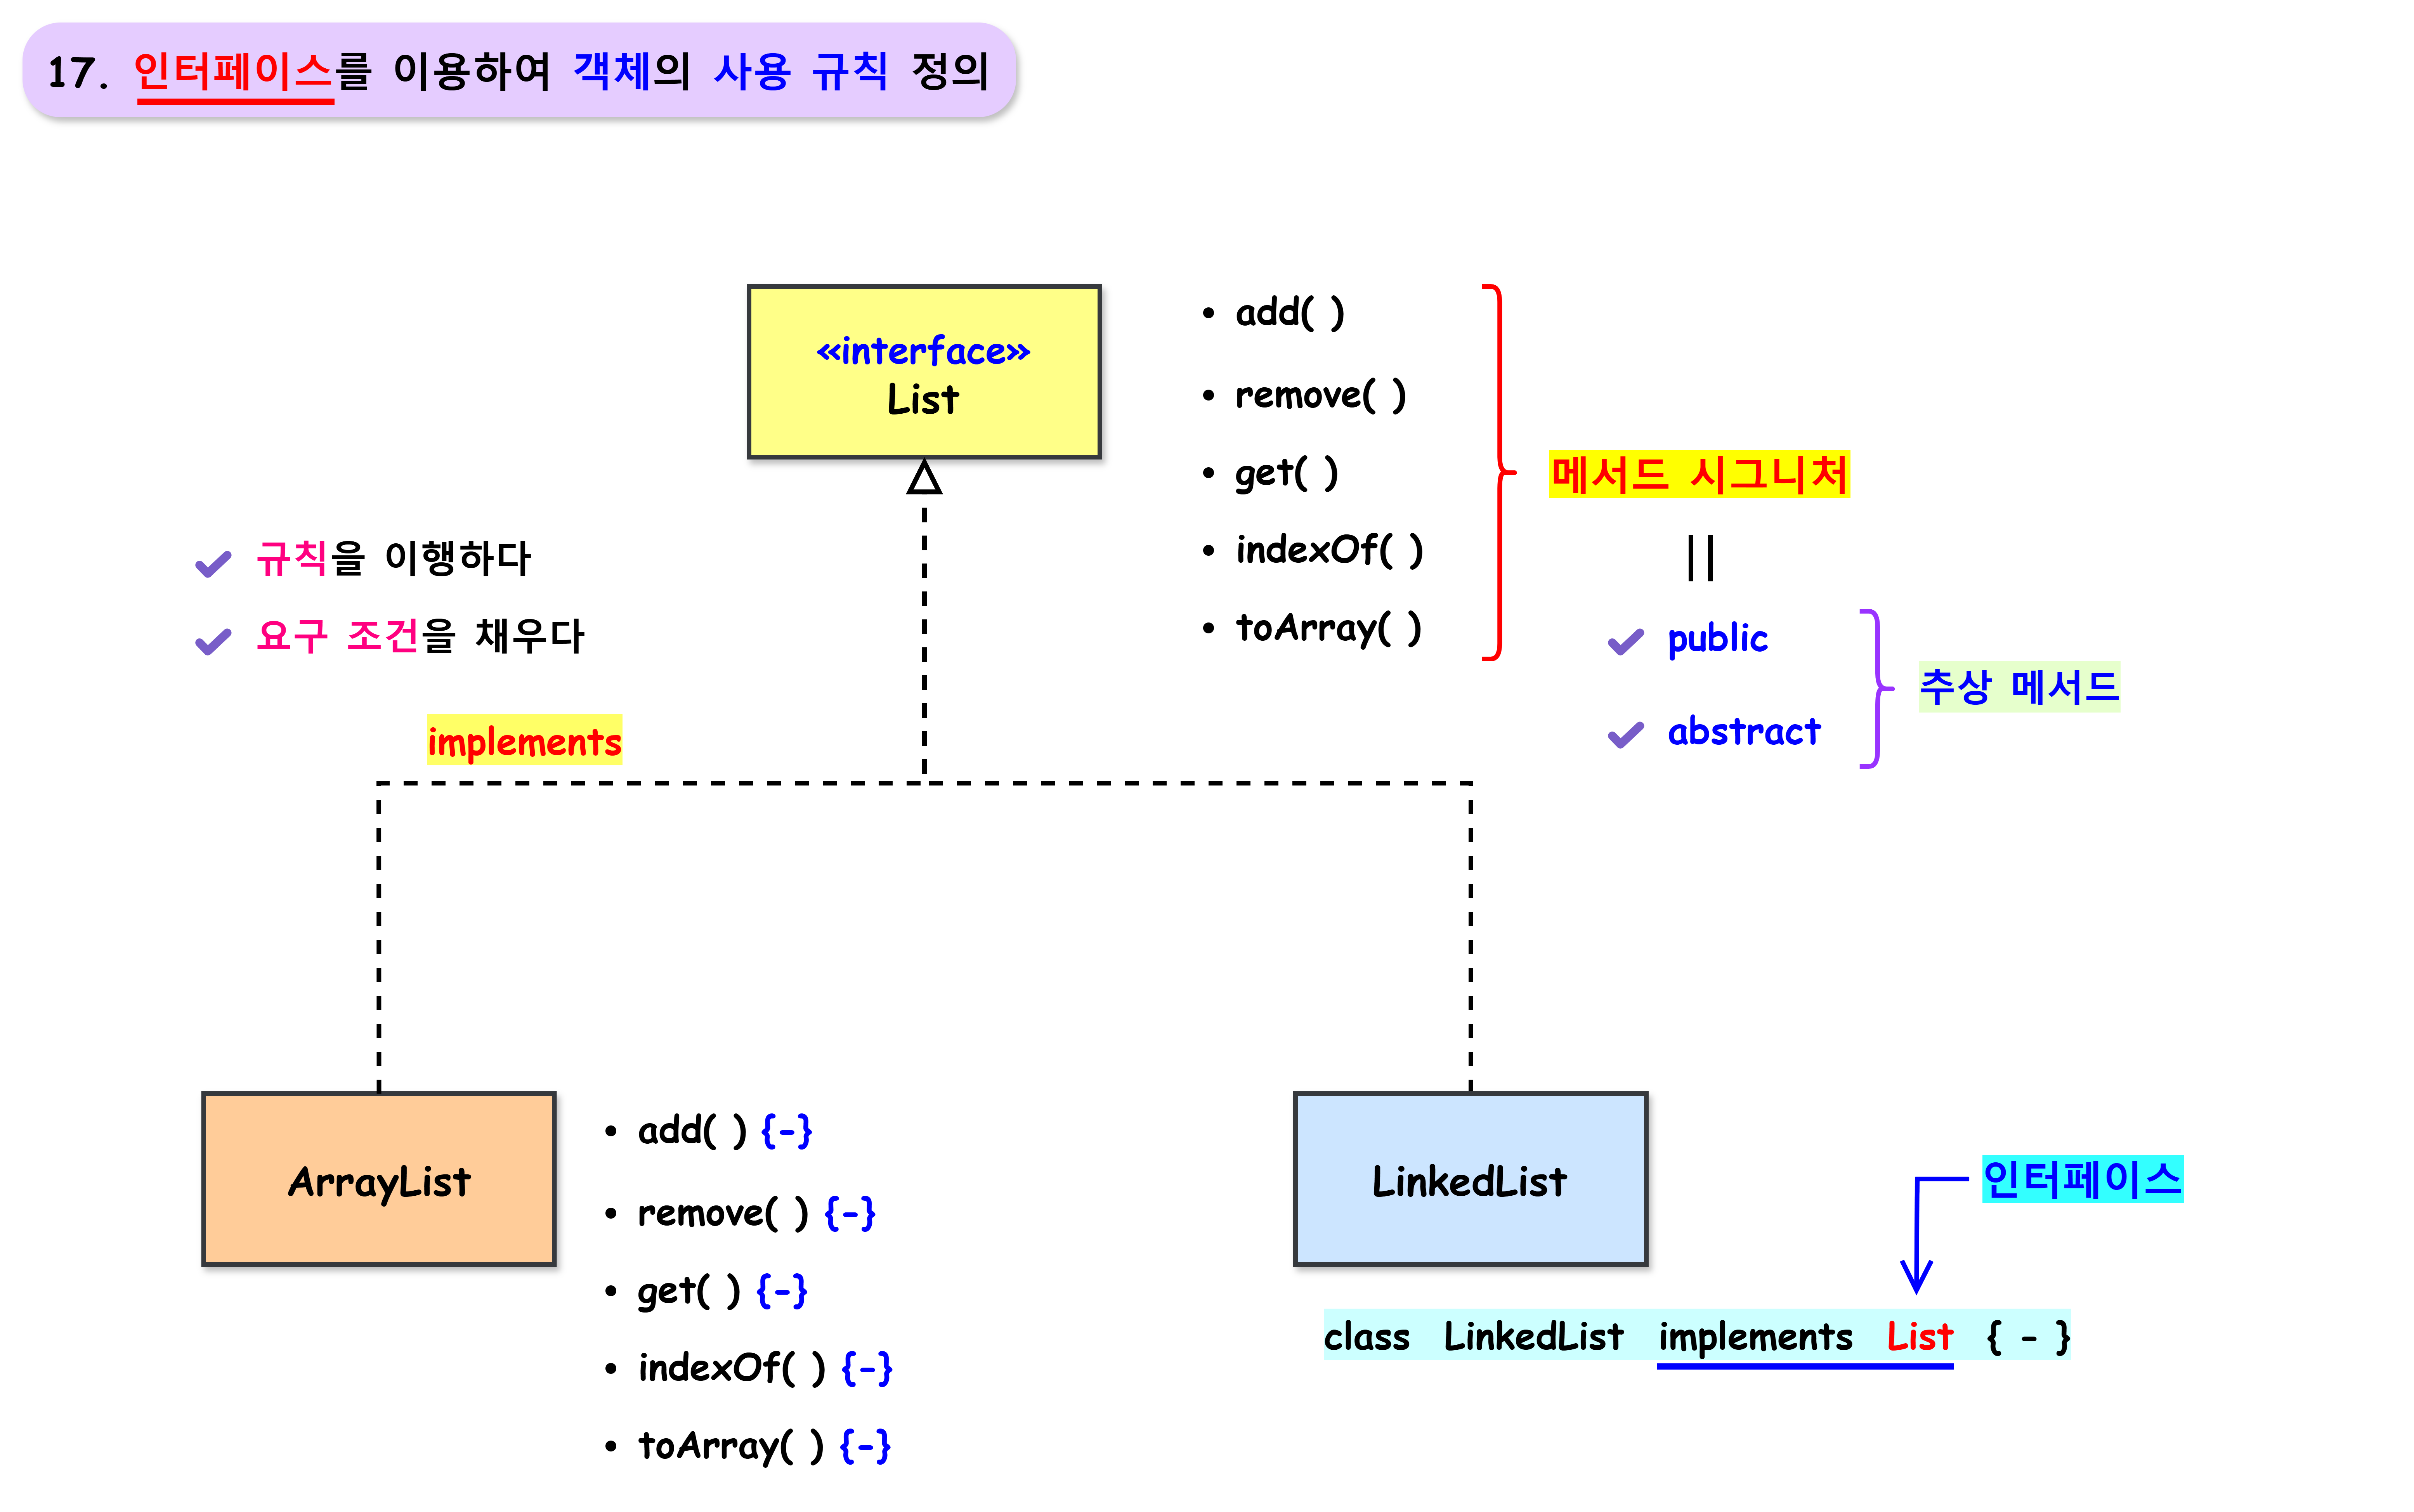 17. 인터페이스를 이용하여 객체의 사용 규칙 정의
«interface»
List
• add( )
• remove( )
• get( )
• indexOf( )
• toArray( )
메서드 시그니처
||
✔ public
✔ abstract
추상 메서드
✔ 규칙을 이행하다
✔ 요구 조건을 채우다
implements
ArrayList
• add( ) {-}
• remove( ) {-}
• get( ) {-}
• indexOf( ) {-}
• toArray( ) {-}
LinkedList
인터페이스
class LinkedList implements List { - }